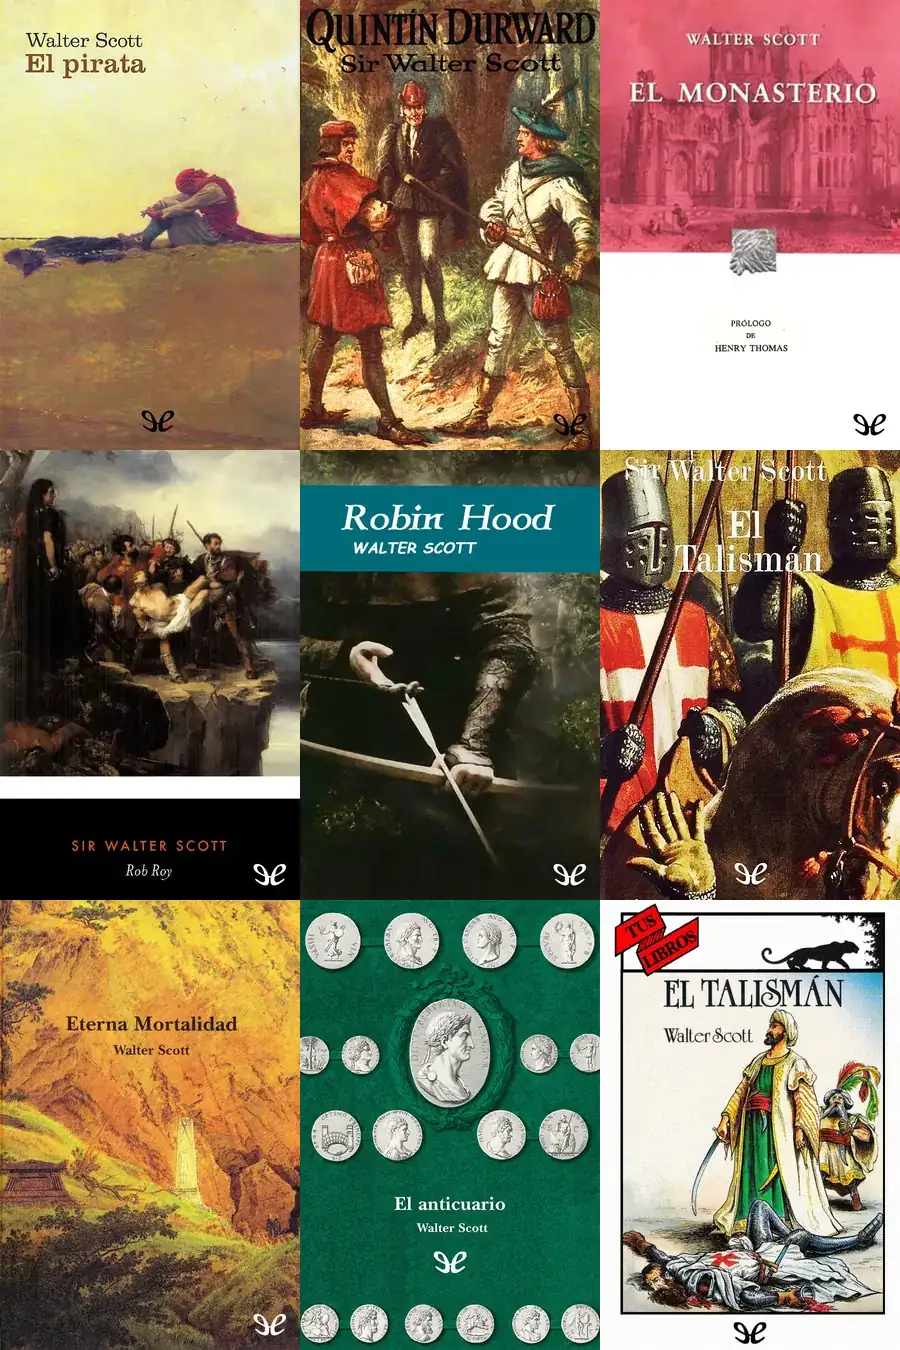 Walter Scott
El pirata
QUINTÍN DURWARD
Sir Walter Scott
WALTER SCOTT
EL MONASTERIO
PRÓLOGO
DE
HENRY THOMAS
SIR WALTER SCOTT
Rob Roy
Robin Hood
WALTER SCOTT
Sir Walter Scott
El
Talismán
Eterna Mortalidad
Walter Scott
El anticuario
Walter Scott
TUS
LIBROS
EL TALISMÁN
Walter Scott